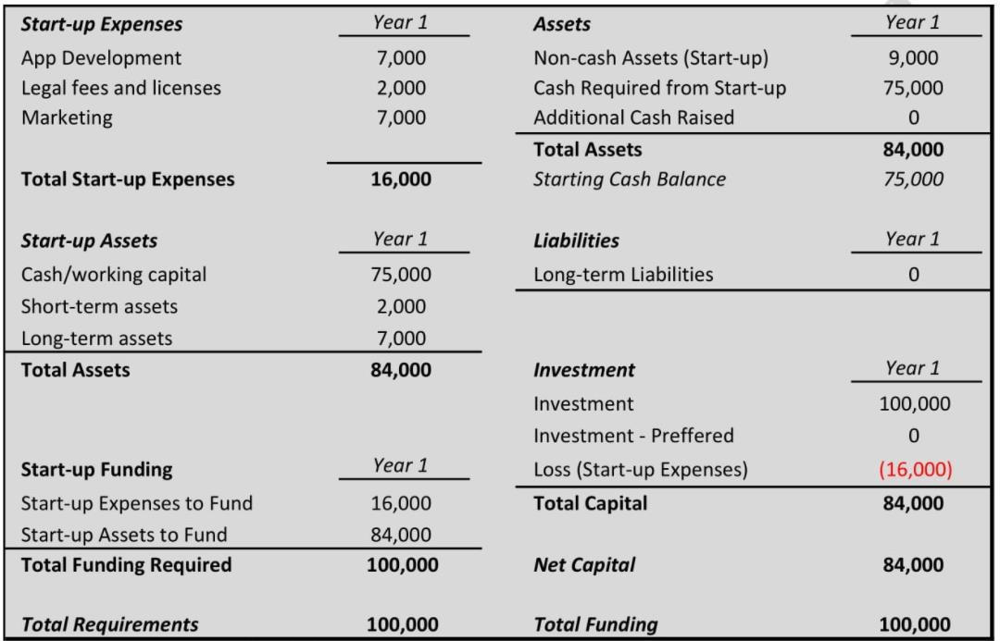 Start-up Expenses Year 1
App Development 7,000
Legal fees and licenses 2,000
Marketing 7,000
Total Start-up Expenses 16,000
Start-up Assets Year 1
Cash/working capital 75,000
Short-term assets 2,000
Long-term assets 7,000
Total Assets 84,000
Start-up Funding Year 1
Start-up Expenses to Fund 16,000
Start-up Assets to Fund 84,000
Total Funding Required 100,000
Total Requirements 100,000
Assets Year 1
Non-cash Assets (Start-up) 9,000
Cash Required from Start-up 75,000
Additional Cash Raised 0
Total Assets 84,000
Starting Cash Balance 75,000
Liabilities Year 1
Long-term Liabilities 0
Investment Year 1
Investment 100,000
Investment - Preffered 0
Loss (Start-up Expenses) (16,000)
Total Capital 84,000
Net Capital 84,000
Total Funding 100,000